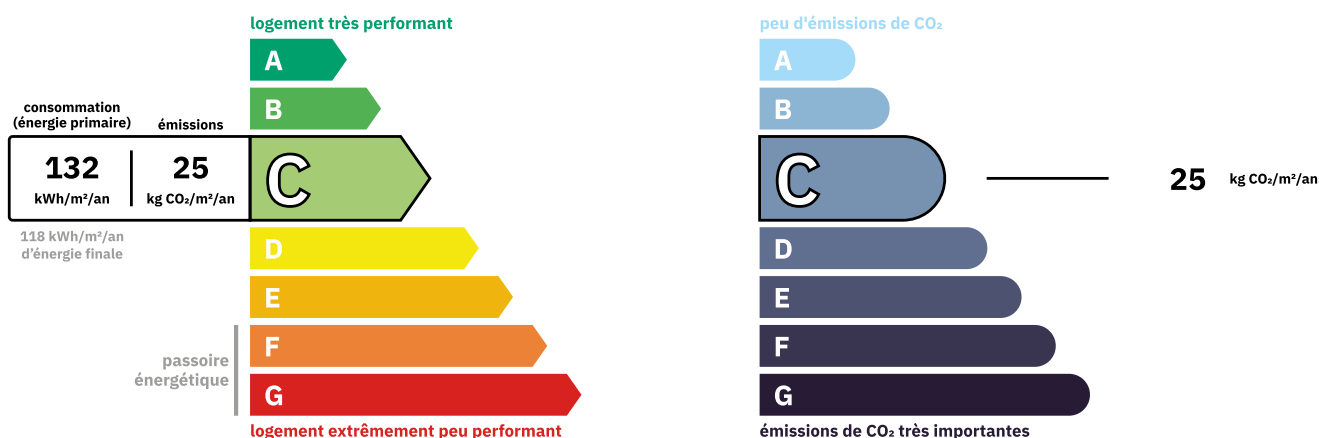 logement très performant
A
B
consommation
(énergie primaire)
émissions
132
kWh/m²/an
25
kg CO₂/m²/an
C
118 kWh/m²/an
d'énergie finale
D
E
F
passoire
énergétique
G
logement extrêmement peu performant
peu d'émissions de CO₂
A
B
C
25 kg CO₂/m²/an
D
E
F
G
émissions de CO₂ très importantes